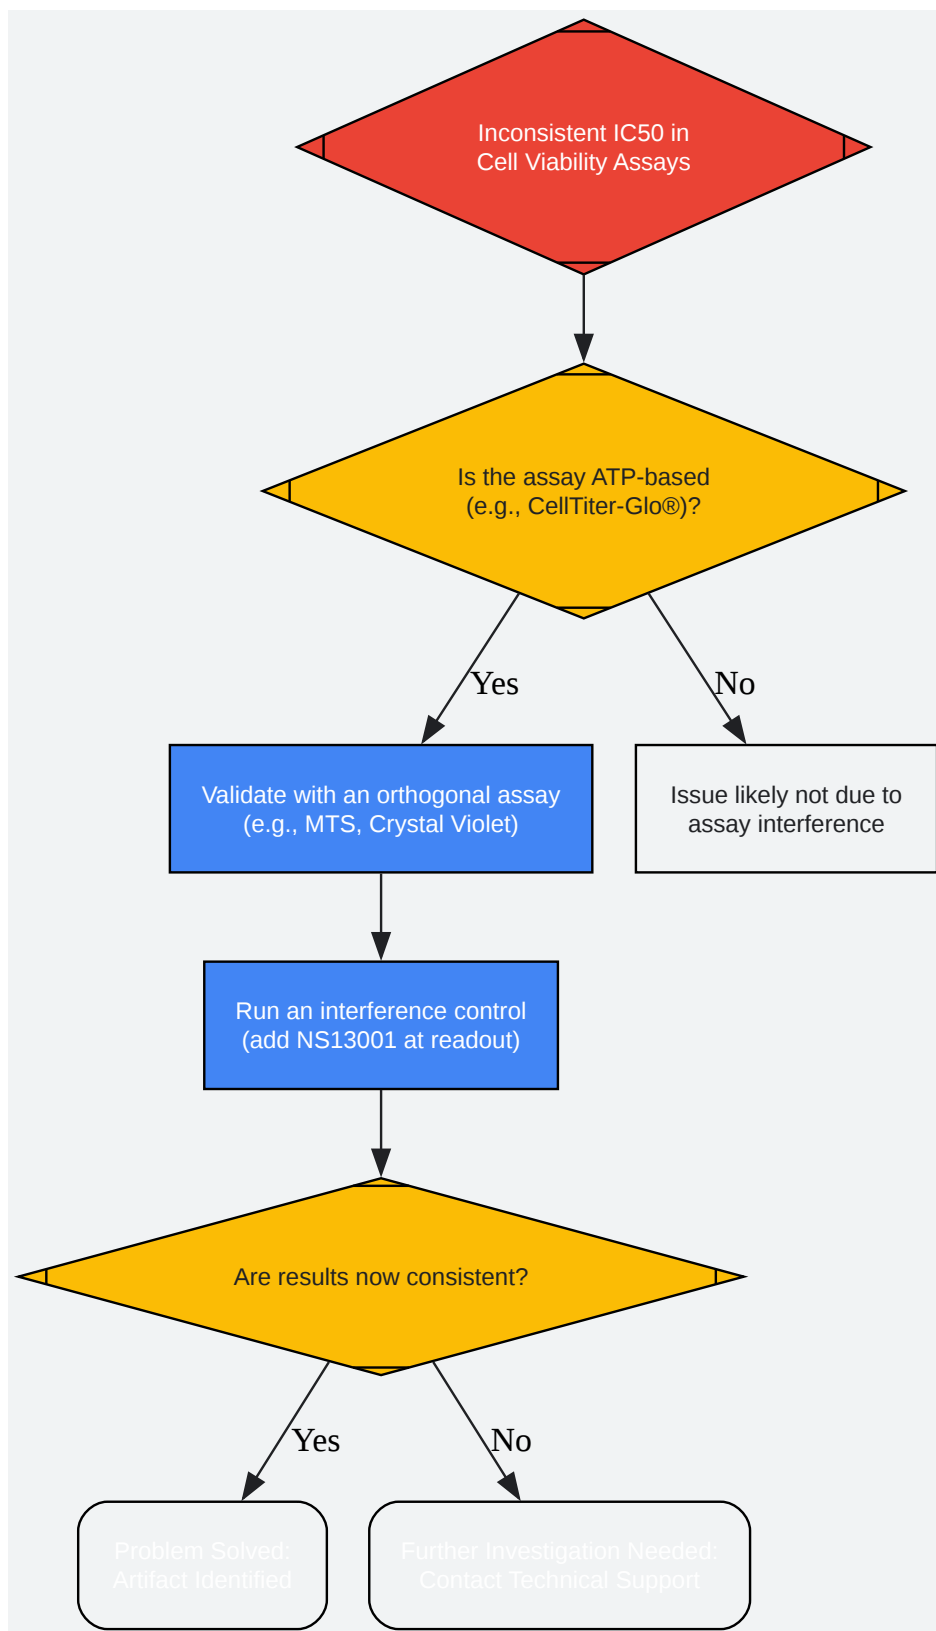 Inconsistent IC50 in
Cell Viability Assays
Is the assay ATP-based
(e.g., CellTiter-Glo®)?
Yes
No
Validate with an orthogonal assay
(e.g., MTS, Crystal Violet)
Issue likely not due to
assay interference
Run an interference control
(add NS13001 at readout)
Are results now consistent?
Yes
No
Problem Solved:
Artifact Identified
Further Investigation Needed:
Contact Technical Support